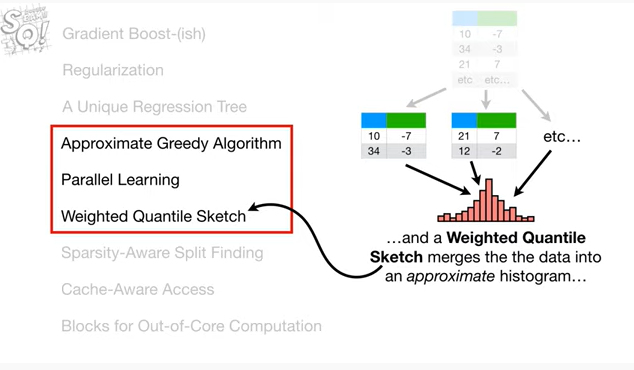 Gradient Boost-(ish)
Regularization
A Unique Regression Tree
Approximate Greedy Algorithm
Parallel Learning
Weighted Quantile Sketch
Sparsity-Aware Split Finding
Cache-Aware Access
Blocks for Out-of-Core Computation
10 -7
34 -3
21 7
etc etc…
10 -7
34 -3
21 7
12 -2
etc…
…and a Weighted Quantile
Sketch merges the the data into
an approximate histogram…